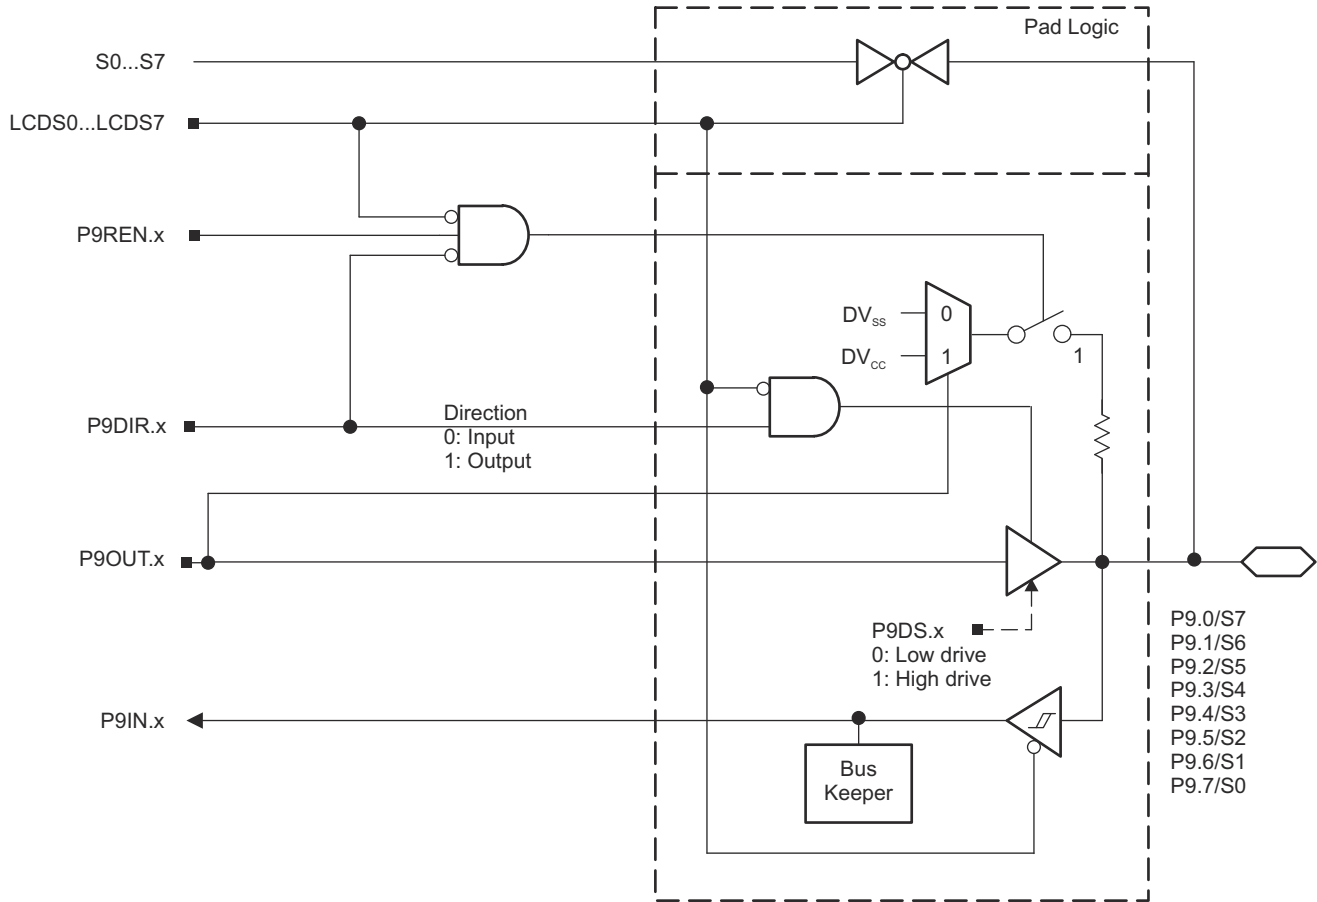 Pad Logic
S0...S7
LCDS0...LCDS7
P9REN.x
DVSS
0
DVCC
1
1
P9DIR.x
Direction
0: Input
1: Output
P9OUT.x
P9DS.x
0: Low drive
1: High drive
P9IN.x
Bus
Keeper
P9.0/S7
P9.1/S6
P9.2/S5
P9.3/S4
P9.4/S3
P9.5/S2
P9.6/S1
P9.7/S0